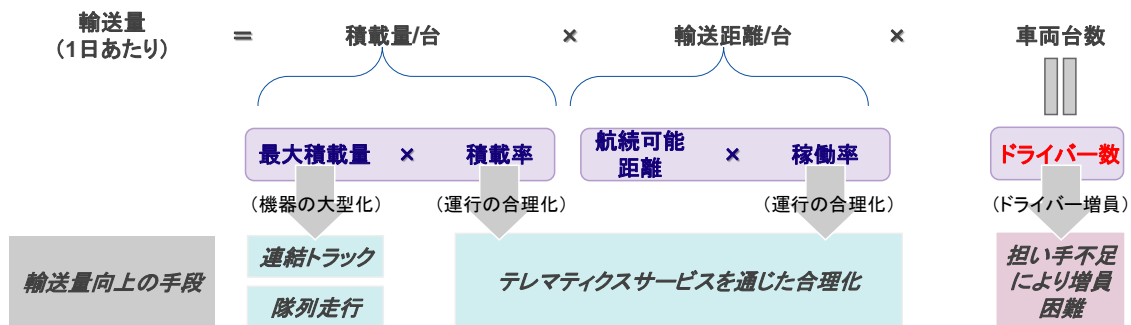 輸送量
（1日あたり）
＝
積載量/台
×
輸送距離/台
×
車両台数
最大積載量
×
積載率
航続可能
距離
×
稼働率
ドライバー数
（機器の大型化）
（運行の合理化）
（運行の合理化）
（ドライバー増員）
輸送量向上の手段
連結トラック
隊列走行
テレマティクスサービスを通じた合理化
担い手不足
により増員
困難